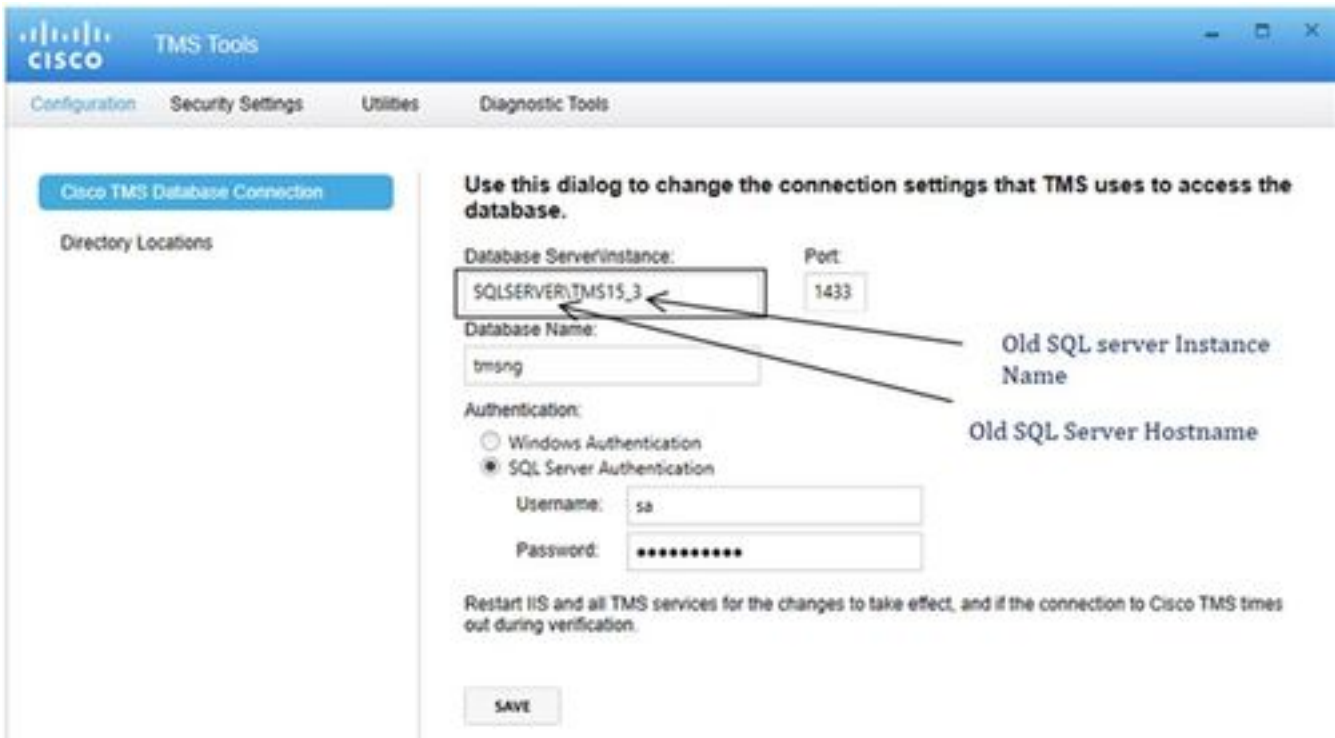 CISCO TMS Tools
Configuration Security Settings Utilities Diagnostic Tools
Cisco TMS Database Connection
Directory Locations
Use this dialog to change the connection settings that TMS uses to access the
database.
Database Server\Instance: Port:
SQLSERVER\TMS15_3 1433
Old SQL server Instance
Name
Old SQL Server Hostname
Database Name:
tmsng
Authentication:
Windows Authentication
SQL Server Authentication
Username: sa
Password: ••••••••••
Restart IIS and all TMS services for the changes to take effect, and if the connection to Cisco TMS times
out during verification.
SAVE